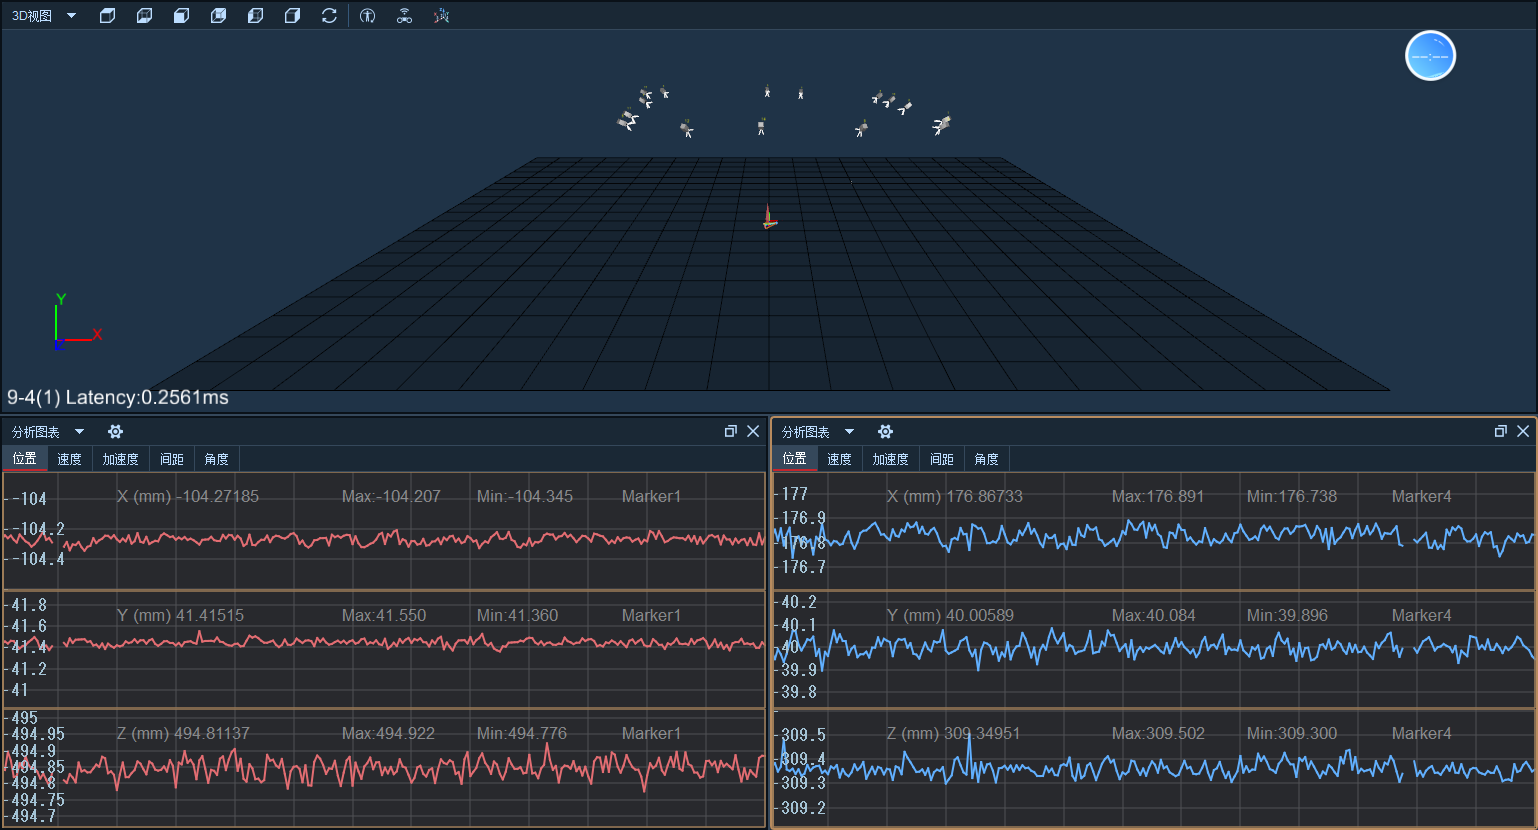 3D视图
Y
X
Z
9-4(1) Latency:0.2561ms
分析图表
位置 速度 加速度 间距 角度
X (mm) -104.27185 Max:-104.207 Min:-104.345 Marker1
-104
-104.2
-104.4
41.8
Y (mm) 41.41515 Max:41.550 Min:41.360 Marker1
41.6
41.4
41.2
41
495
Z (mm) 494.81137 Max:494.922 Min:494.776 Marker1
494.95
494.9
494.85
494.8
494.75
494.7
分析图表
位置 速度 加速度 间距 角度
177
X (mm) 176.86733 Max:176.891 Min:176.738 Marker4
176.9
176.8
176.7
40.2
Y (mm) 40.00589 Max:40.084 Min:39.896 Marker4
40.1
40
39.9
39.8
Z (mm) 309.34951 Max:309.502 Min:309.300 Marker4
309.5
309.4
309.3
309.2